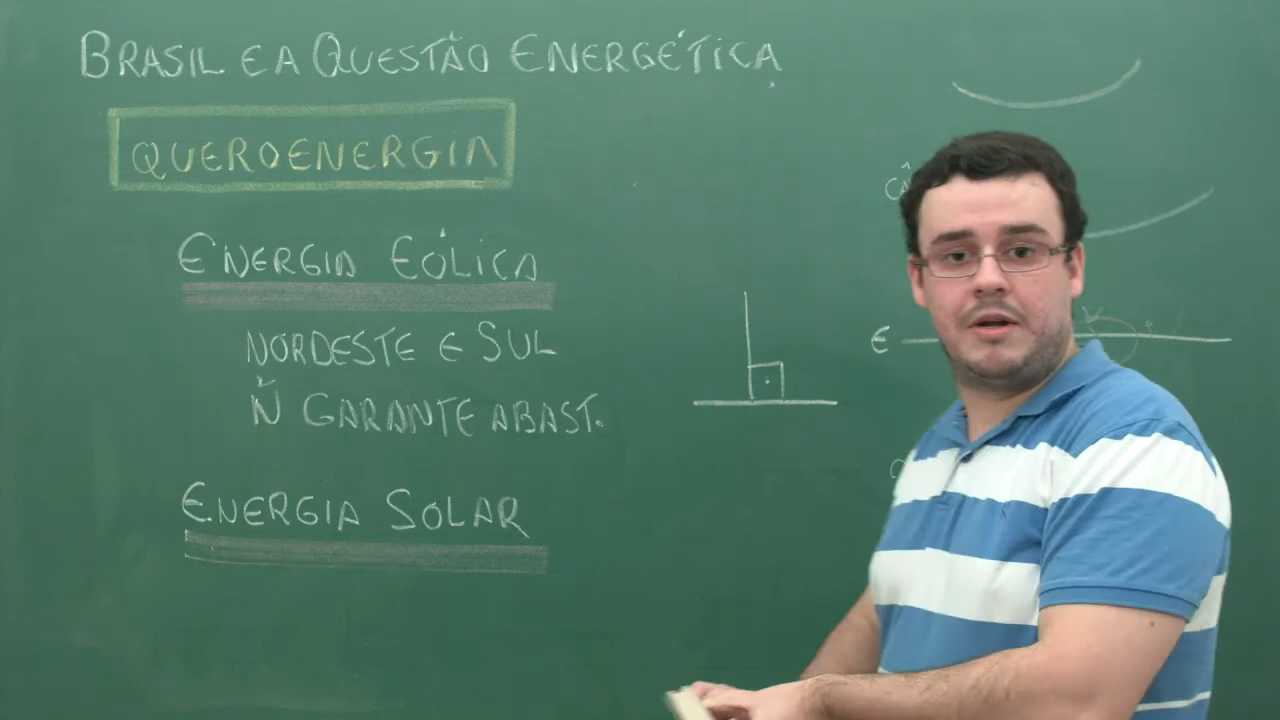 BRASIL E A QUESTÃO ENERGÉTICA
QUEROENERGIA
ENERGIA EÓLICA
NORDESTE E SUL
Ñ GARANTE ABAST.
ENERGIA SOLAR
E